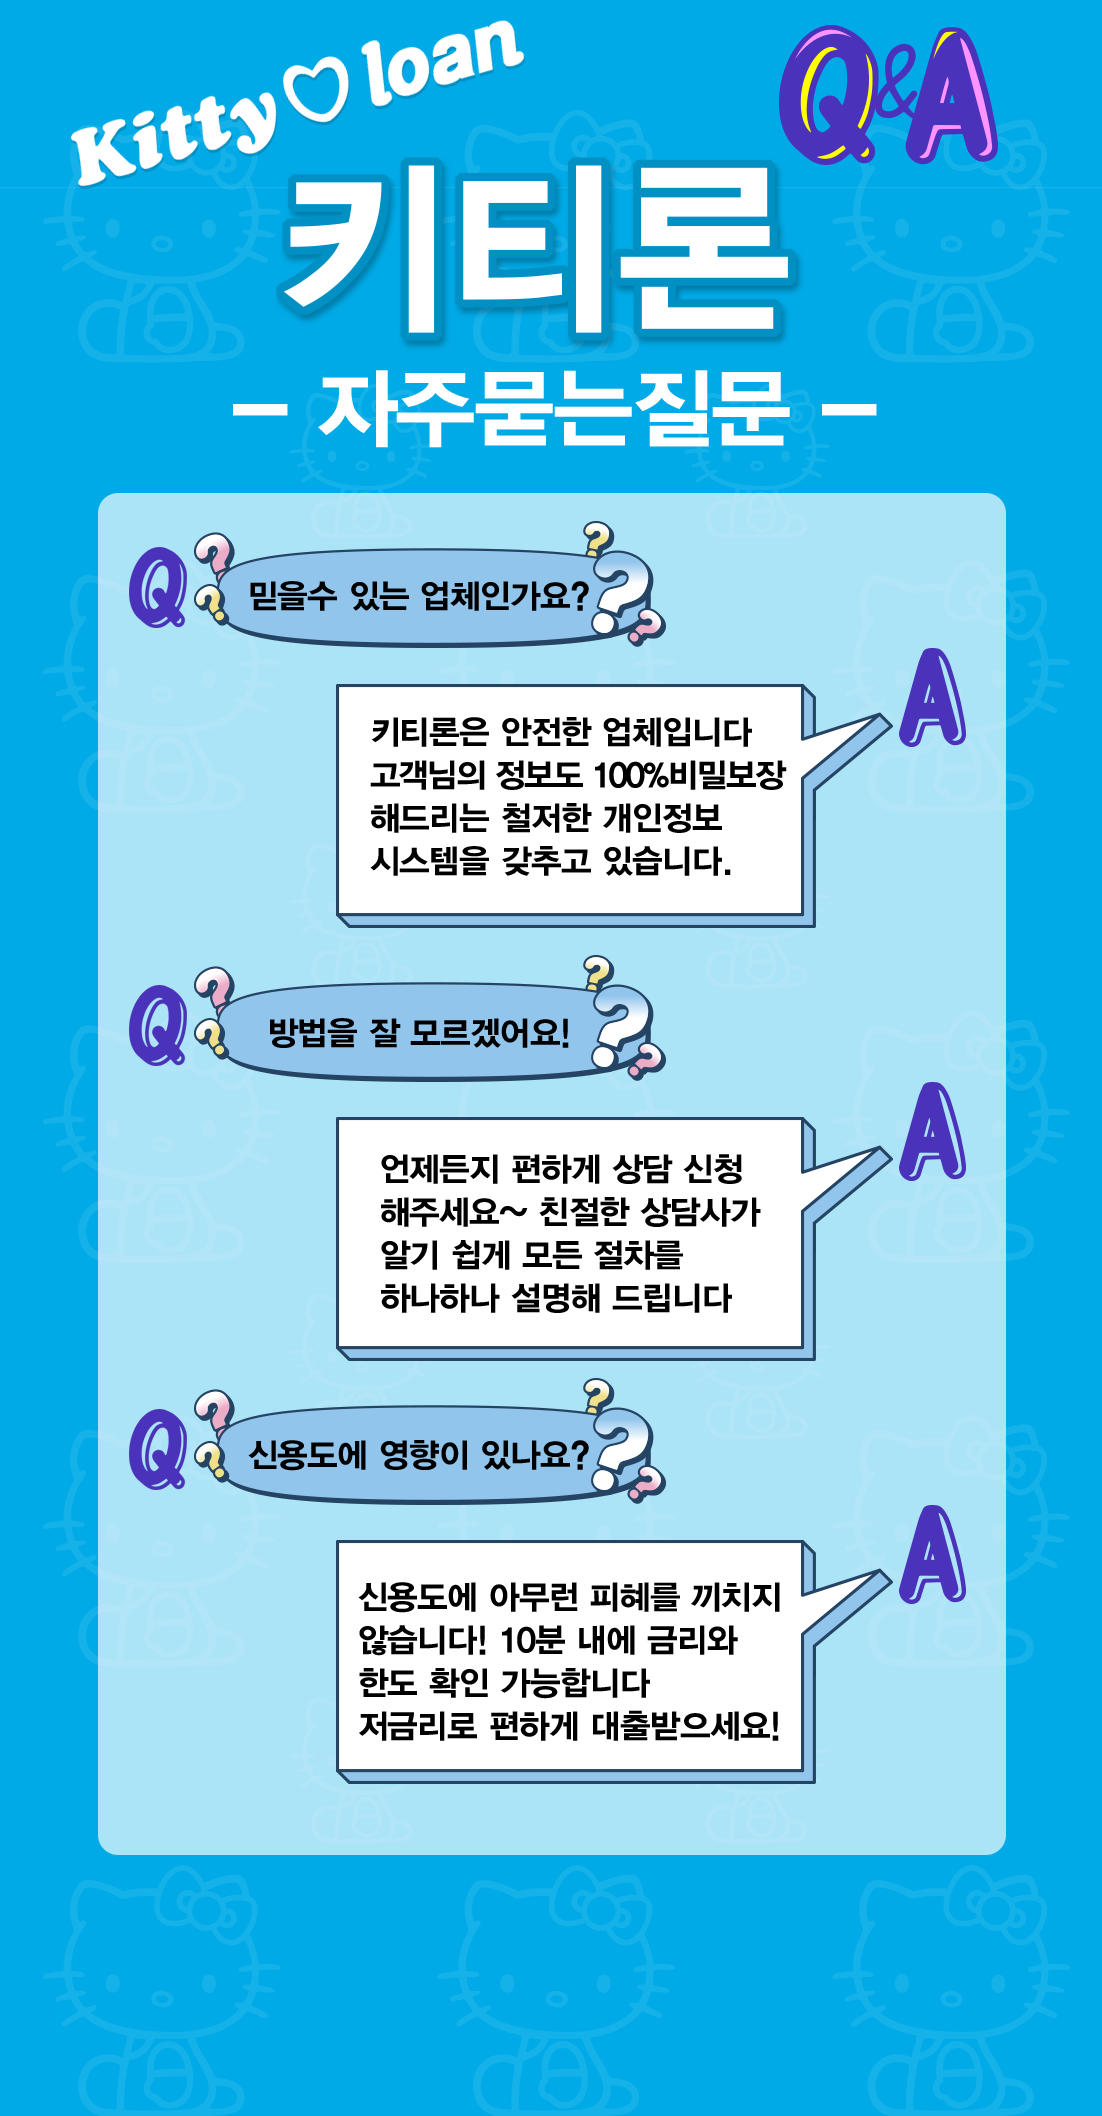 Kitty♡loan
Q&A
키티론
- 자주묻는질문 -
Q
믿을수 있는 업체인가요?
A
키티론은 안전한 업체입니다
고객님의 정보도 100%비밀보장
해드리는 철저한 개인정보
시스템을 갖추고 있습니다.
Q
방법을 잘 모르겠어요!
A
언제든지 편하게 상담 신청
해주세요~ 친절한 상담사가
알기 쉽게 모든 절차를
하나하나 설명해 드립니다
Q
신용도에 영향이 있나요?
A
신용도에 아무런 피혜를 끼치지
않습니다! 10분 내에 금리와
한도 확인 가능합니다
저금리로 편하게 대출받으세요!